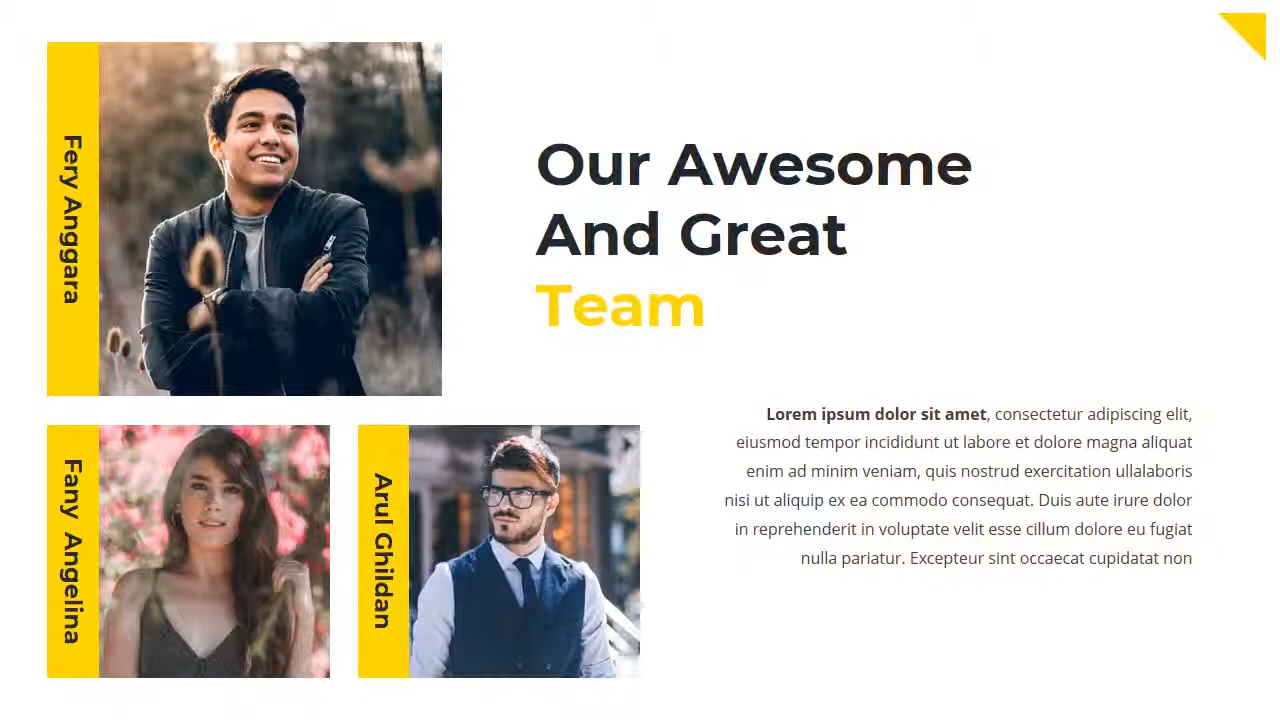 Fery Anggara
Our Awesome
And Great
Team
Fany Angelina
Arul Ghildan
Lorem ipsum dolor sit amet, consectetur adipiscing elit,
eiusmod tempor incididunt ut labore et dolore magna aliquat
enim ad minim veniam, quis nostrud exercitation ullalaboris
nisi ut aliquip ex ea commodo consequat. Duis aute irure dolor
in reprehenderit in voluptate velit esse cillum dolore eu fugiat
nulla pariatur. Excepteur sint occaecat cupidatat non